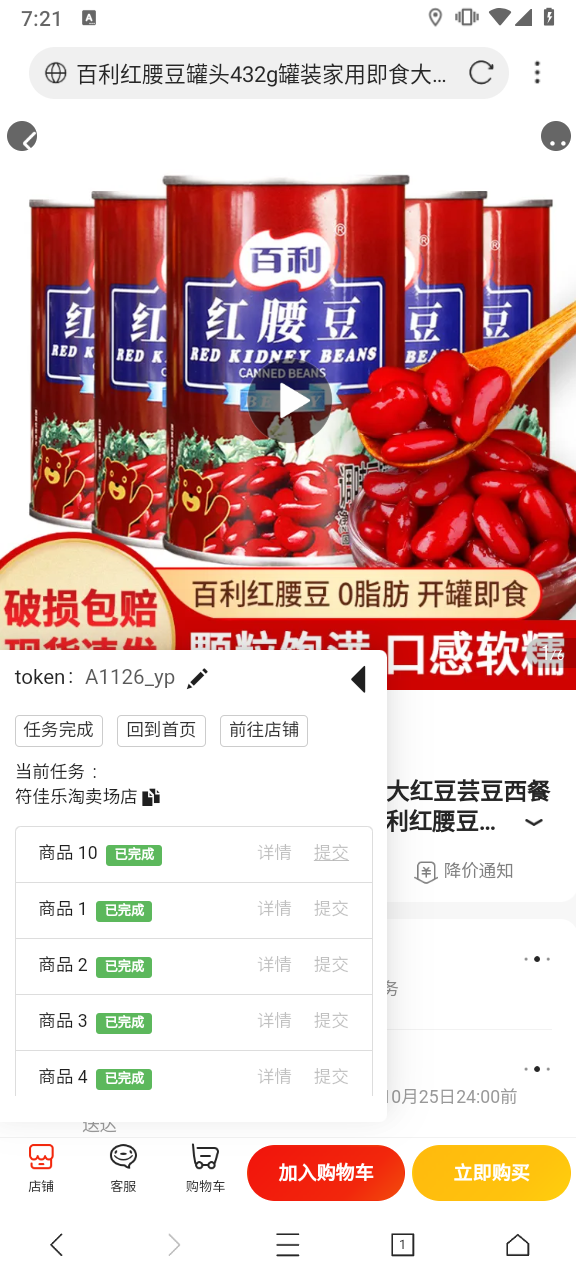 7:21
百利红腰豆罐头432g罐装家用即食大...
百利
红腰豆
RED KIDNEY BEANS
CANNED BEANS
百利红腰豆 0脂肪 开罐即食
破损包赔
现货速发
颗粒饱满 口感软糯
token: A1126_yp
任务完成
回到首页
前往店铺
当前任务：
符佳乐淘卖场店
大红豆芸豆西餐
利红腰豆...
降价通知
商品 10 已完成 详情 提交
商品 1 已完成 详情 提交
商品 2 已完成 详情 提交
商品 3 已完成 详情 提交
商品 4 已完成 详情 提交
务
10月25日24:00前
送达
店铺
客服
购物车
加入购物车
立即购买
1